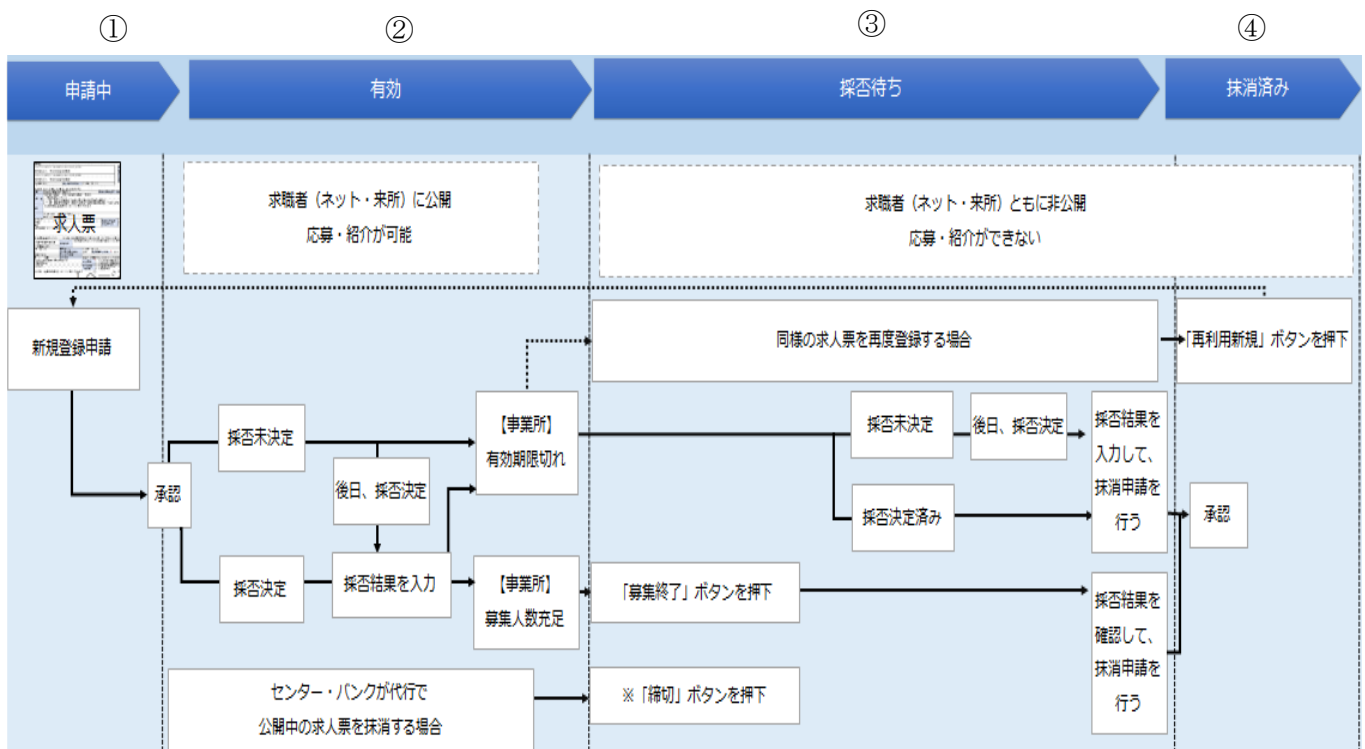 ①
②
③
④
申請中
有効
採否待ち
抹消済み
求人票
求職者（ネット・来所）に公開
応募・紹介が可能
求職者（ネット・来所）ともに非公開
応募・紹介ができない
新規登録申請
同様の求人票を再度登録する場合
「再利用新規」ボタンを押下
採否未決定
【事業所】
有効期限切れ
採否未決定
後日、採否決定
採否結果を
入力して、
抹消申請を
行う
承認
後日、採否決定
採否決定済み
承認
採否決定
採否結果を入力
【事業所】
募集人数充足
「募集終了」ボタンを押下
採否結果を
確認して、
抹消申請を
行う
センター・バンクが代行で
公開中の求人票を抹消する場合
※「締切」ボタンを押下